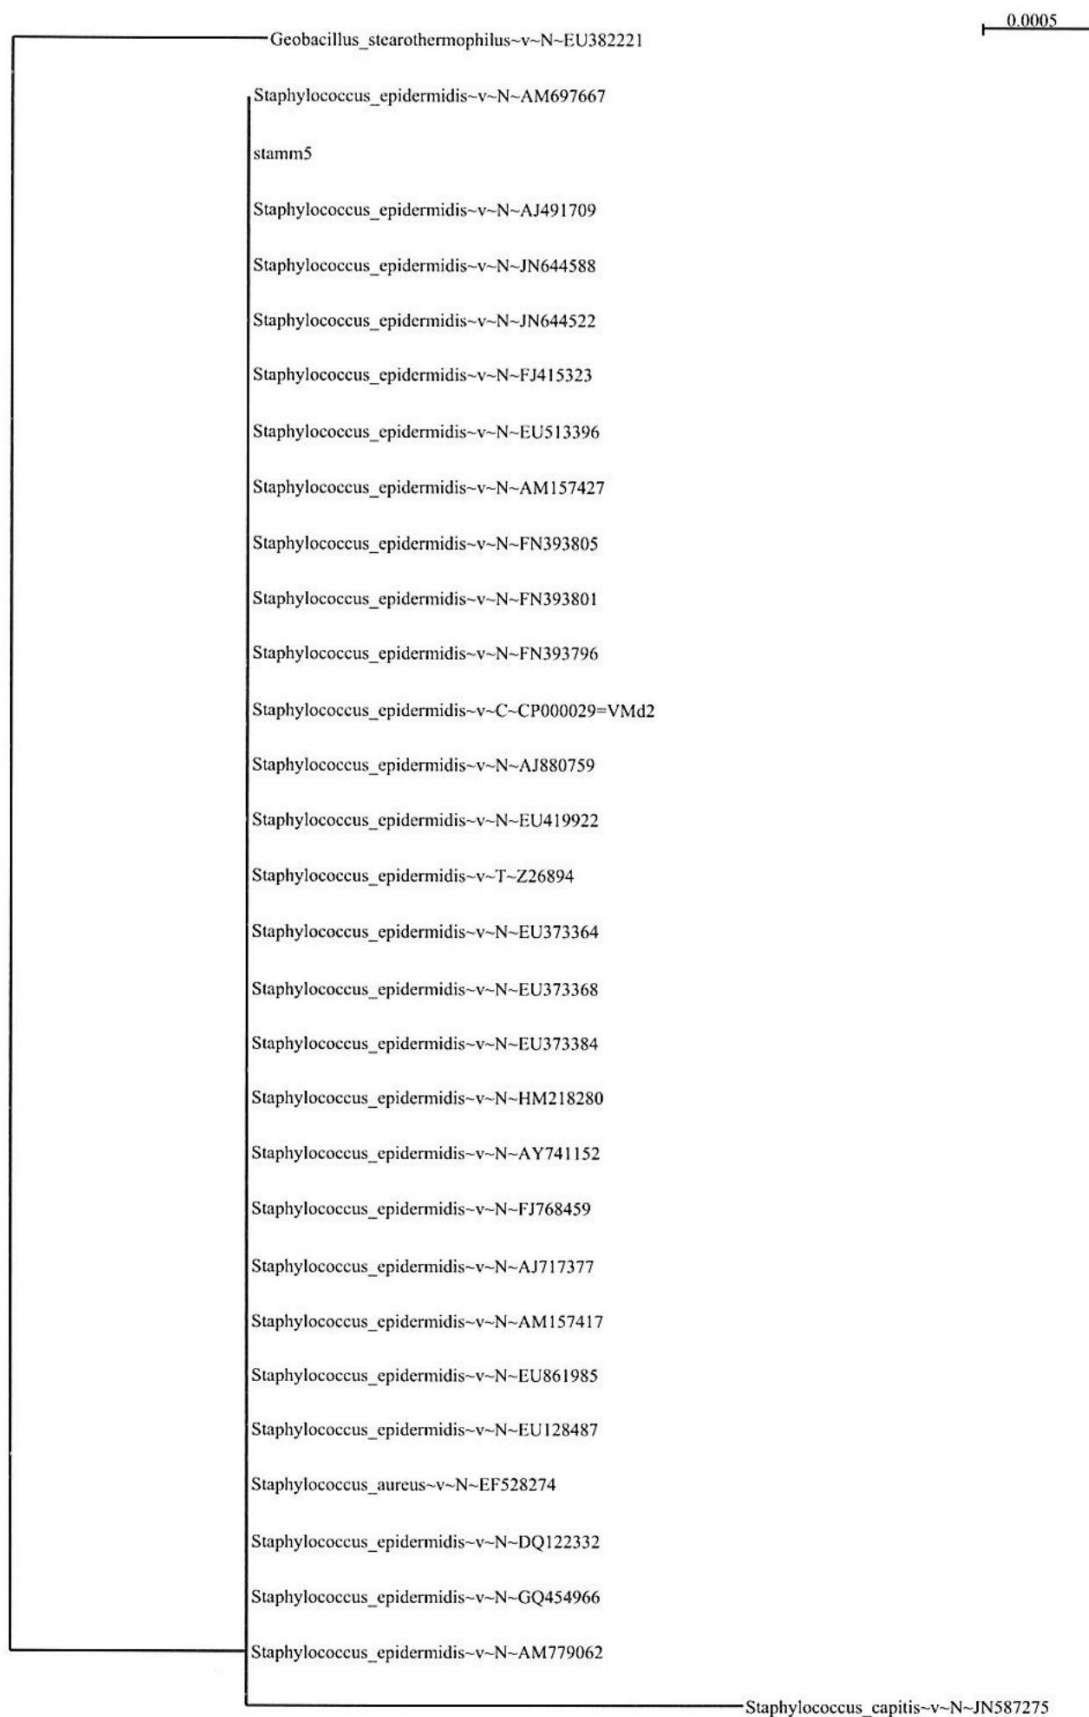 0.0005
Geobacillus_stearothermophilus~v~N~EU382221
Staphylococcus_epidermidis~v~N~AM697667
stamm5
Staphylococcus_epidermidis~v~N~AJ491709
Staphylococcus_epidermidis~v~N~JN644588
Staphylococcus_epidermidis~v~N~JN644522
Staphylococcus_epidermidis~v~N~FJ415323
Staphylococcus_epidermidis~v~N~EU513396
Staphylococcus_epidermidis~v~N~AM157427
Staphylococcus_epidermidis~v~N~FN393805
Staphylococcus_epidermidis~v~N~FN393801
Staphylococcus_epidermidis~v~N~FN393796
Staphylococcus_epidermidis~v~C~CP000029=VMd2
Staphylococcus_epidermidis~v~N~AJ880759
Staphylococcus_epidermidis~v~N~EU419922
Staphylococcus_epidermidis~v~T~Z26894
Staphylococcus_epidermidis~v~N~EU373364
Staphylococcus_epidermidis~v~N~EU373368
Staphylococcus_epidermidis~v~N~EU373384
Staphylococcus_epidermidis~v~N~HM218280
Staphylococcus_epidermidis~v~N~AY741152
Staphylococcus_epidermidis~v~N~FJ768459
Staphylococcus_epidermidis~v~N~AJ717377
Staphylococcus_epidermidis~v~N~AM157417
Staphylococcus_epidermidis~v~N~EU861985
Staphylococcus_epidermidis~v~N~EU128487
Staphylococcus_aureus~v~N~EF528274
Staphylococcus_epidermidis~v~N~DQ122332
Staphylococcus_epidermidis~v~N~GQ454966
Staphylococcus_epidermidis~v~N~AM779062
Staphylococcus_capitis~v~N~JN587275